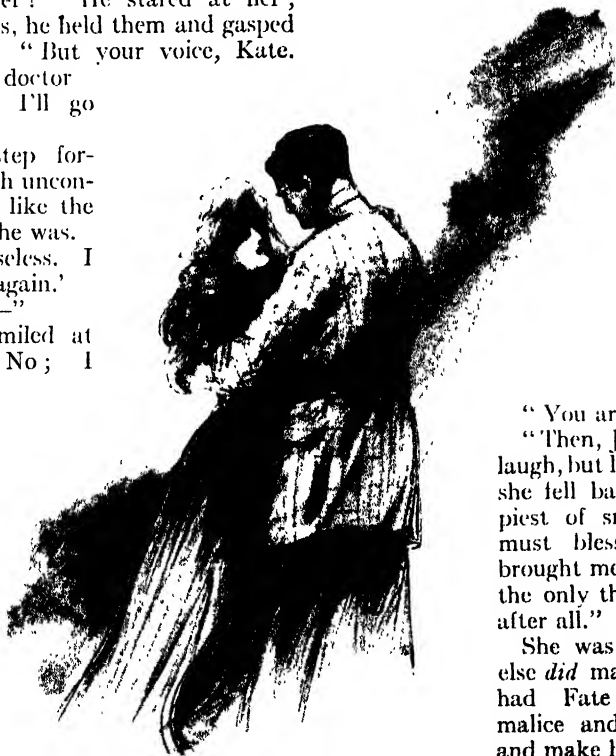 er! He stared at her;
s, he held them and gasped
"But your voice, Kate.
doctor
I'll go
step for-
h uncon-
like the
he was.
seless. I
again.'
—"
miled at
No; I
"You ar
"Then,
laugh, but
she fell ba
piest of s
must bless
brought me
the only th
after all."
She was
else did ma
had Fate
malice and
and make